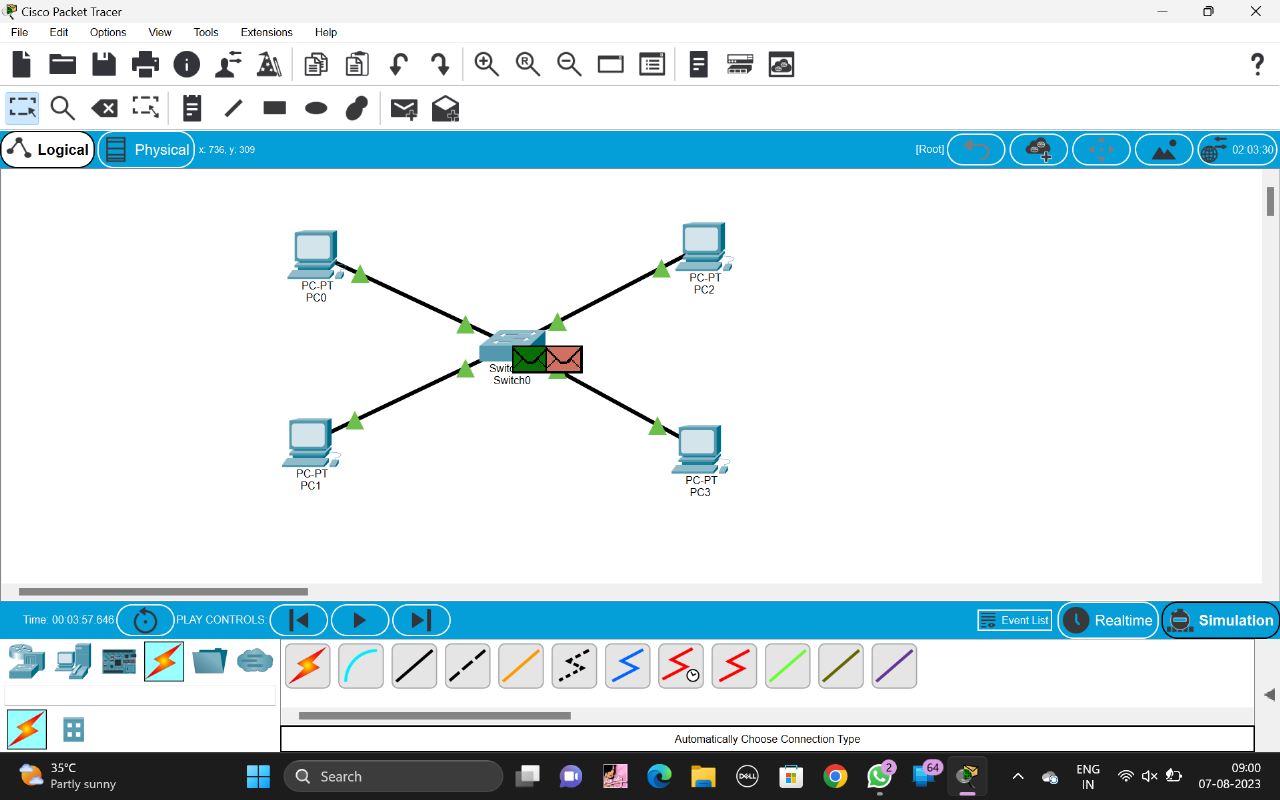 Cisco Packet Tracer
File Edit Options View Tools Extensions Help
R
?
Logical Physical x: 736, y: 309 [Root] 02:03:30
PC-PT
PC0
PC-PT
PC2
Switch0
PC-PT
PC1
PC-PT
PC3
Time: 00:03:57.646 PLAY CONTROLS: Event List Realtime Simulation
Automatically Choose Connection Type
35°C
Partly sunny
Search
DELL
2
64
ENG
IN
09:00
07-08-2023